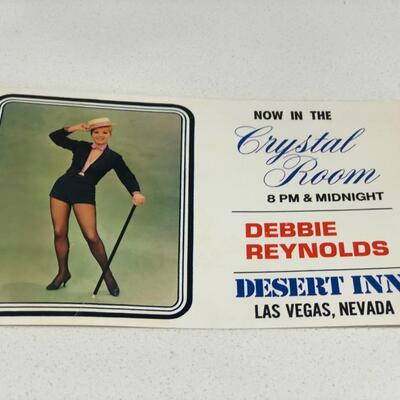 NOW IN THE
Crystal
Room
8 PM & MIDNIGHT
DEBBIE
REYNOLDS
DESERT INN
LAS VEGAS, NEVADA